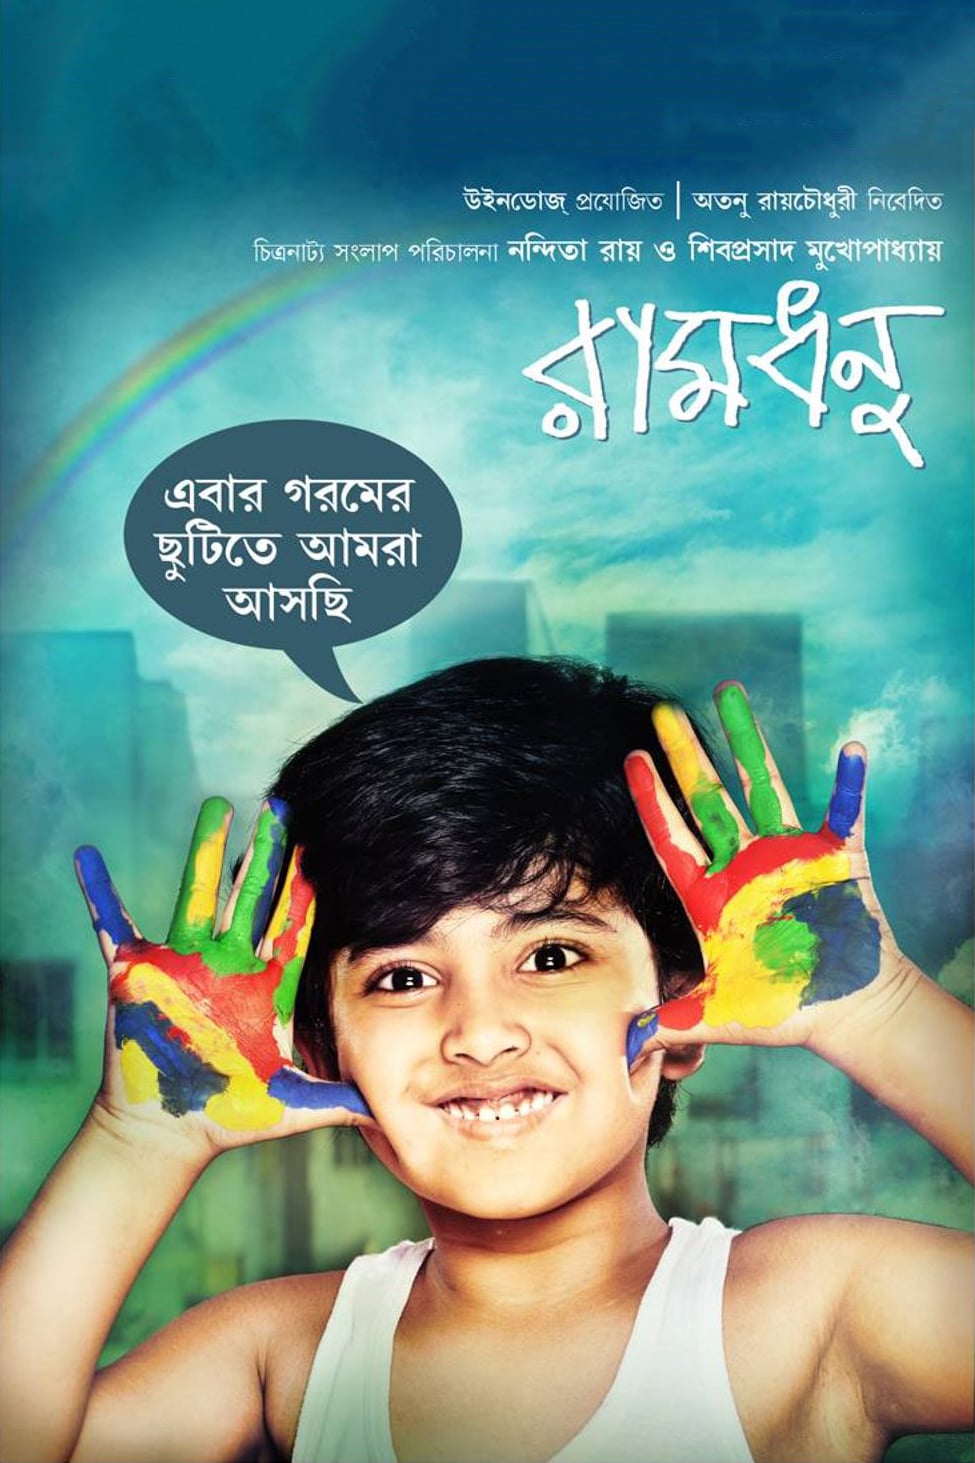 উইনডোজ্ প্রযোজিত | অতনু রায়চৌধুরী নিবেদিত
চিত্রনাট্য সংলাপ পরিচালনা নন্দিতা রায় ও শিবপ্রসাদ মুখোপাধ্যায়
রামধনু
এবার গরমের
ছুটিতে আমরা
আসছি